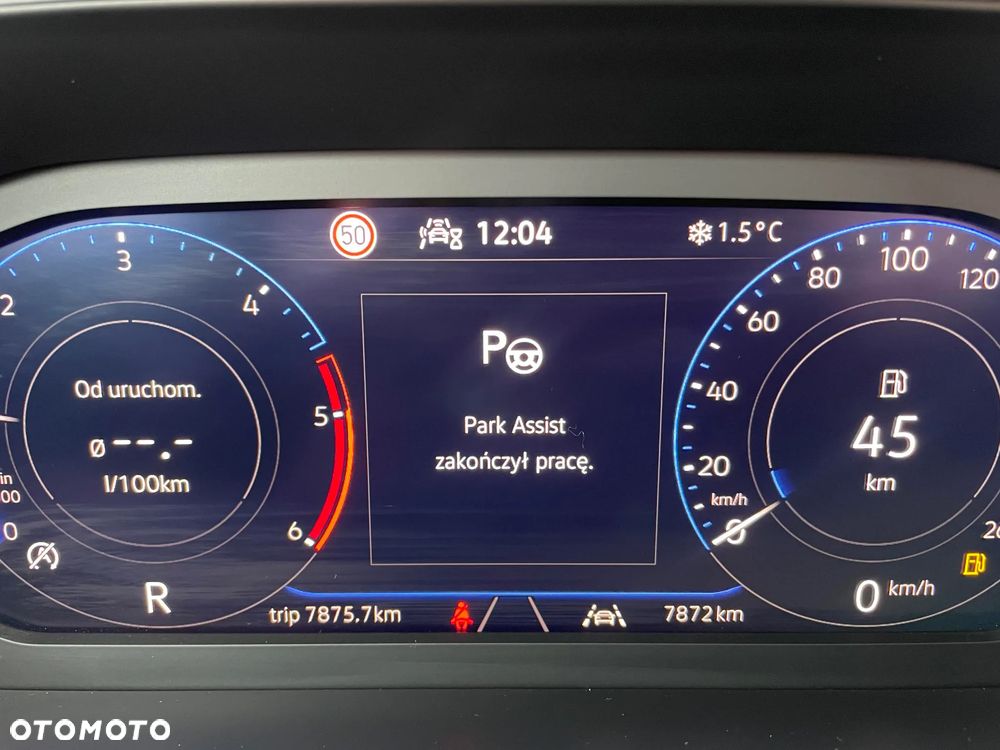 50 12:04 1.5°C
2 3 4 5 6
Od uruchom.
ø--.-
l/100km
R
P
Park Assist
zakończył pracę.
0 20 40 60 80 100 120
km/h
45
km
0 km/h
trip 7875.7km
7872km
OTOMOTO